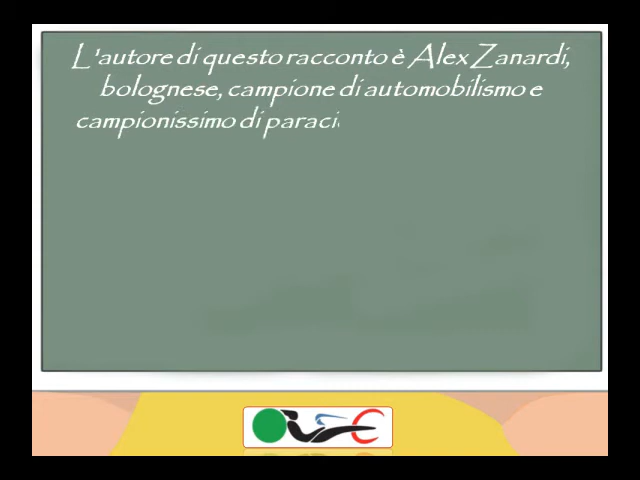 L'autore di questo racconto è Alex Zanardi,
bolognese, campione di automobilismo e
campionissimo di